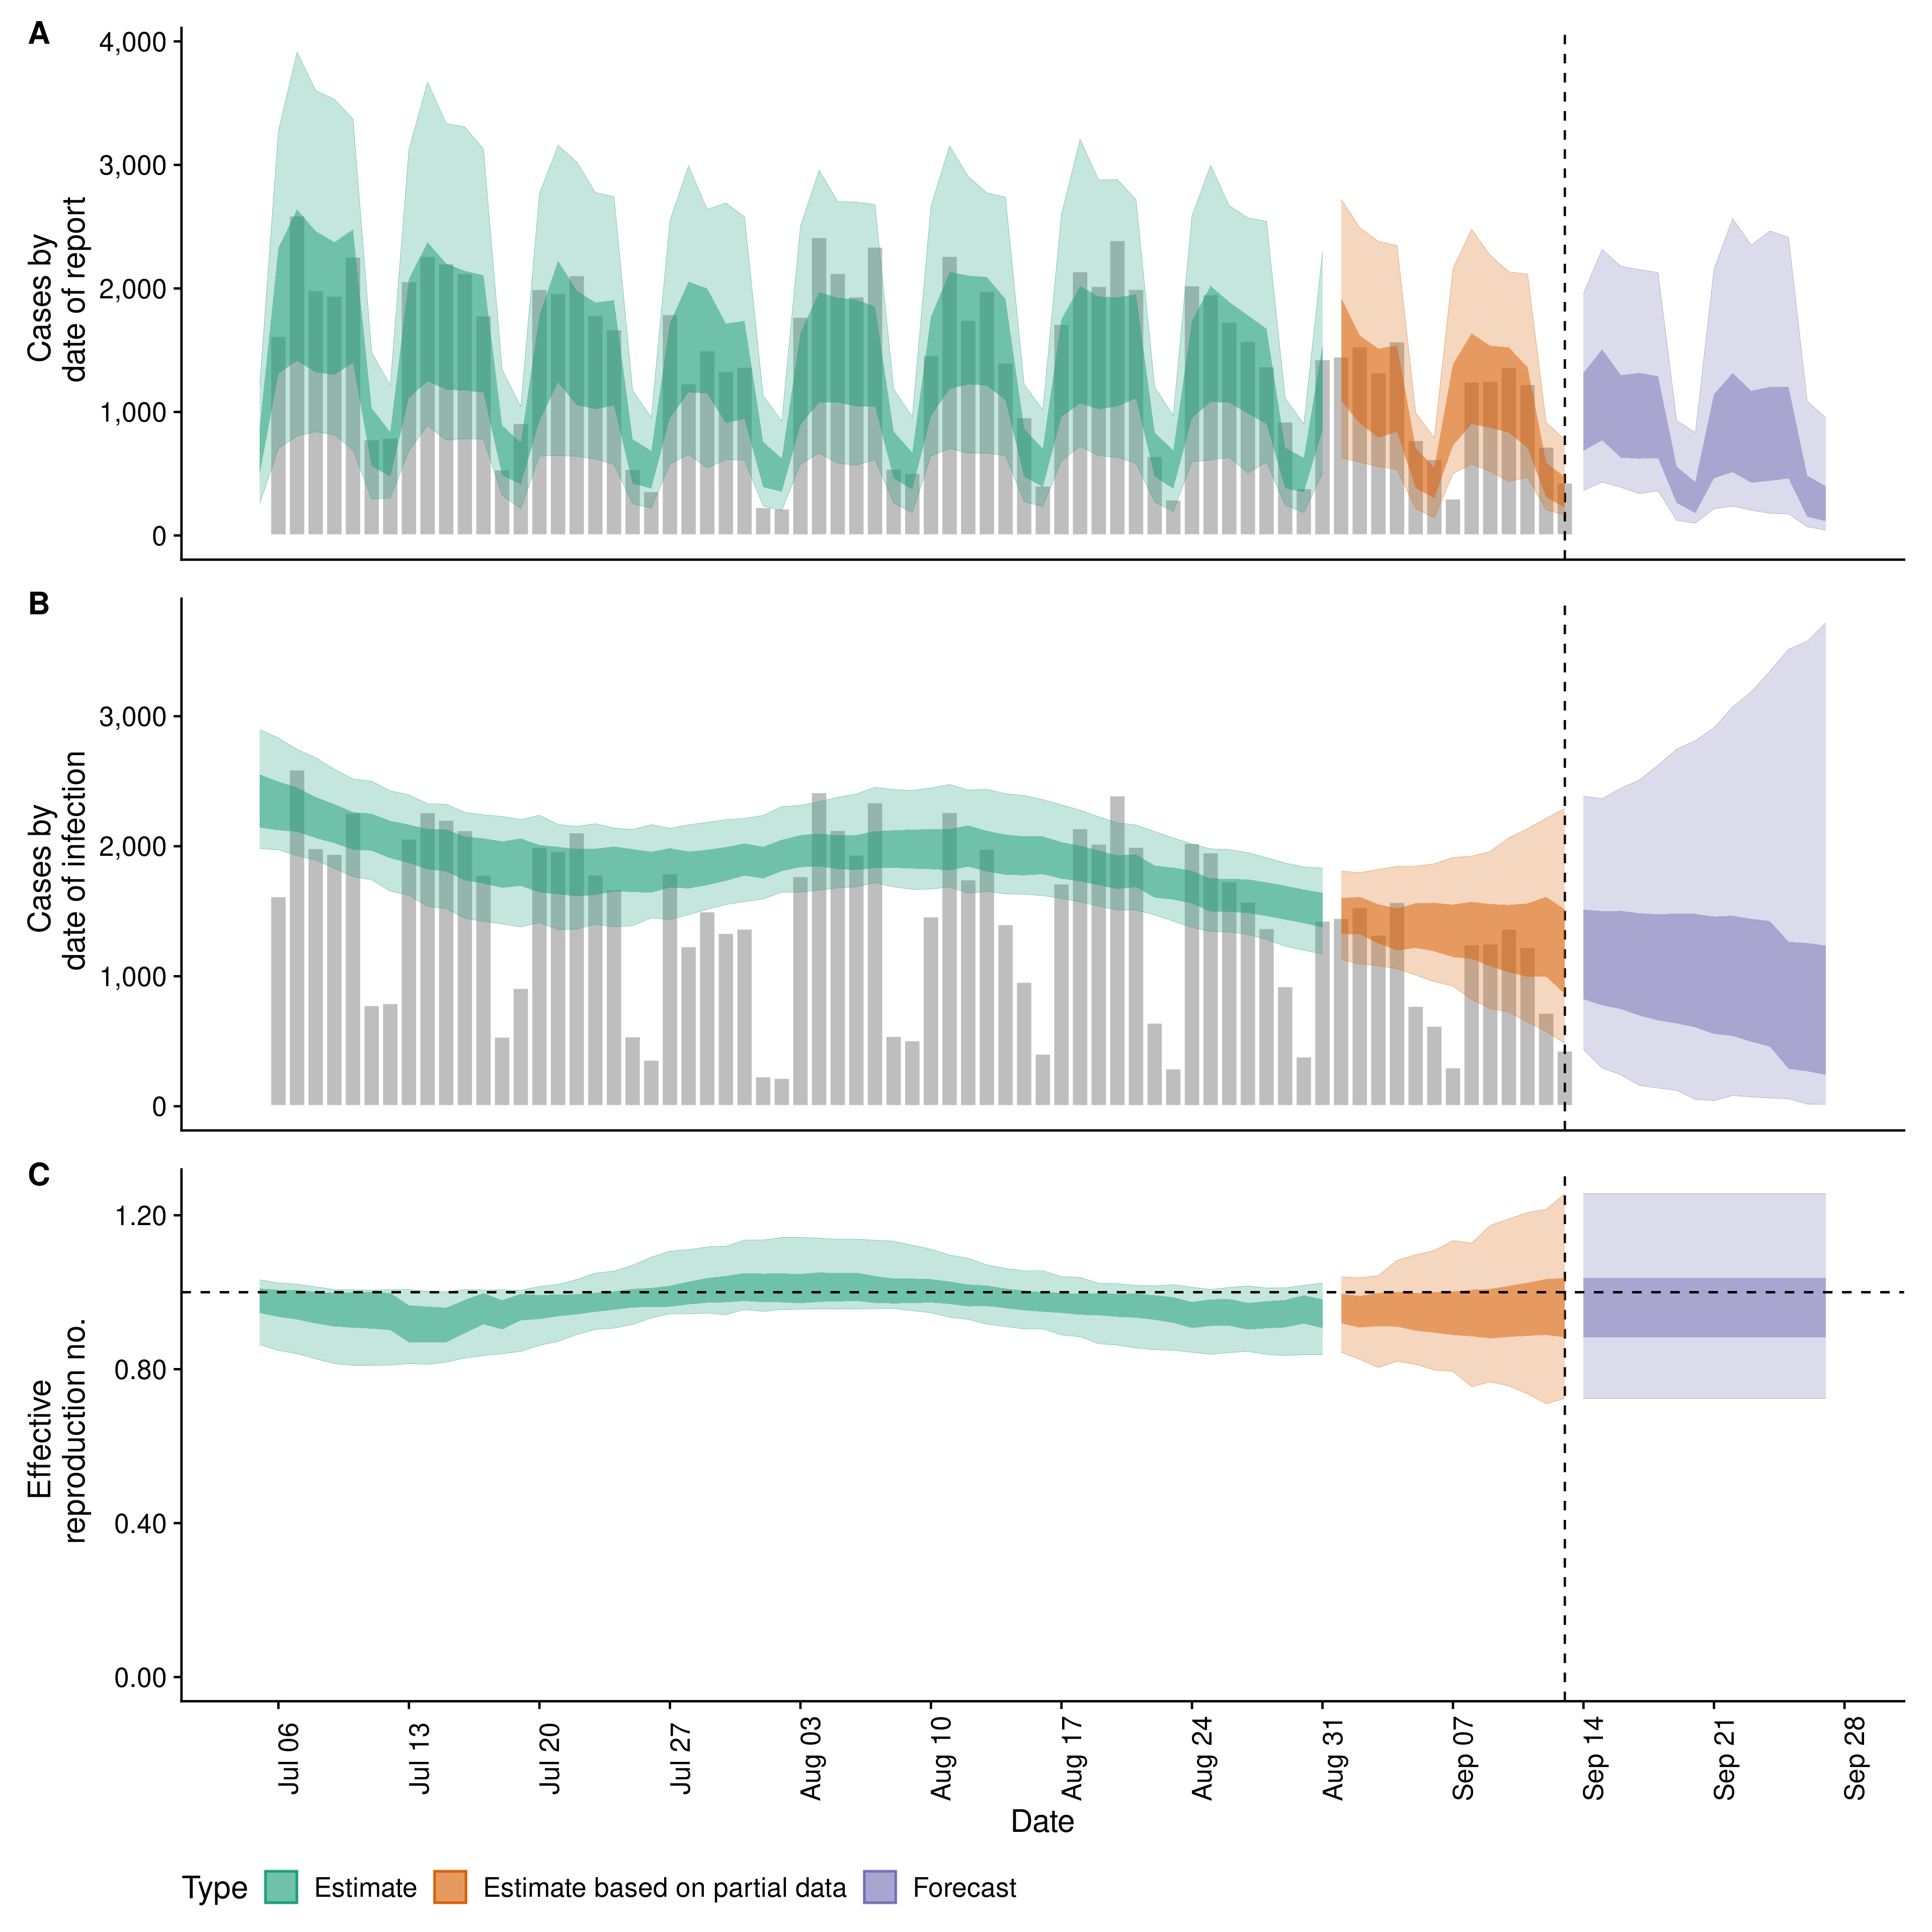 A
4,000
3,000
2,000
1,000
0
Cases by
date of report
B
3,000
2,000
1,000
0
Cases by
date of infection
C
1.20
0.80
0.40
0.00
Effective
reproduction no.
Jul 06
Jul 13
Jul 20
Jul 27
Aug 03
Aug 10
Aug 17
Aug 24
Aug 31
Sep 07
Sep 14
Sep 21
Sep 28
Date
Type Estimate Estimate based on partial data Forecast